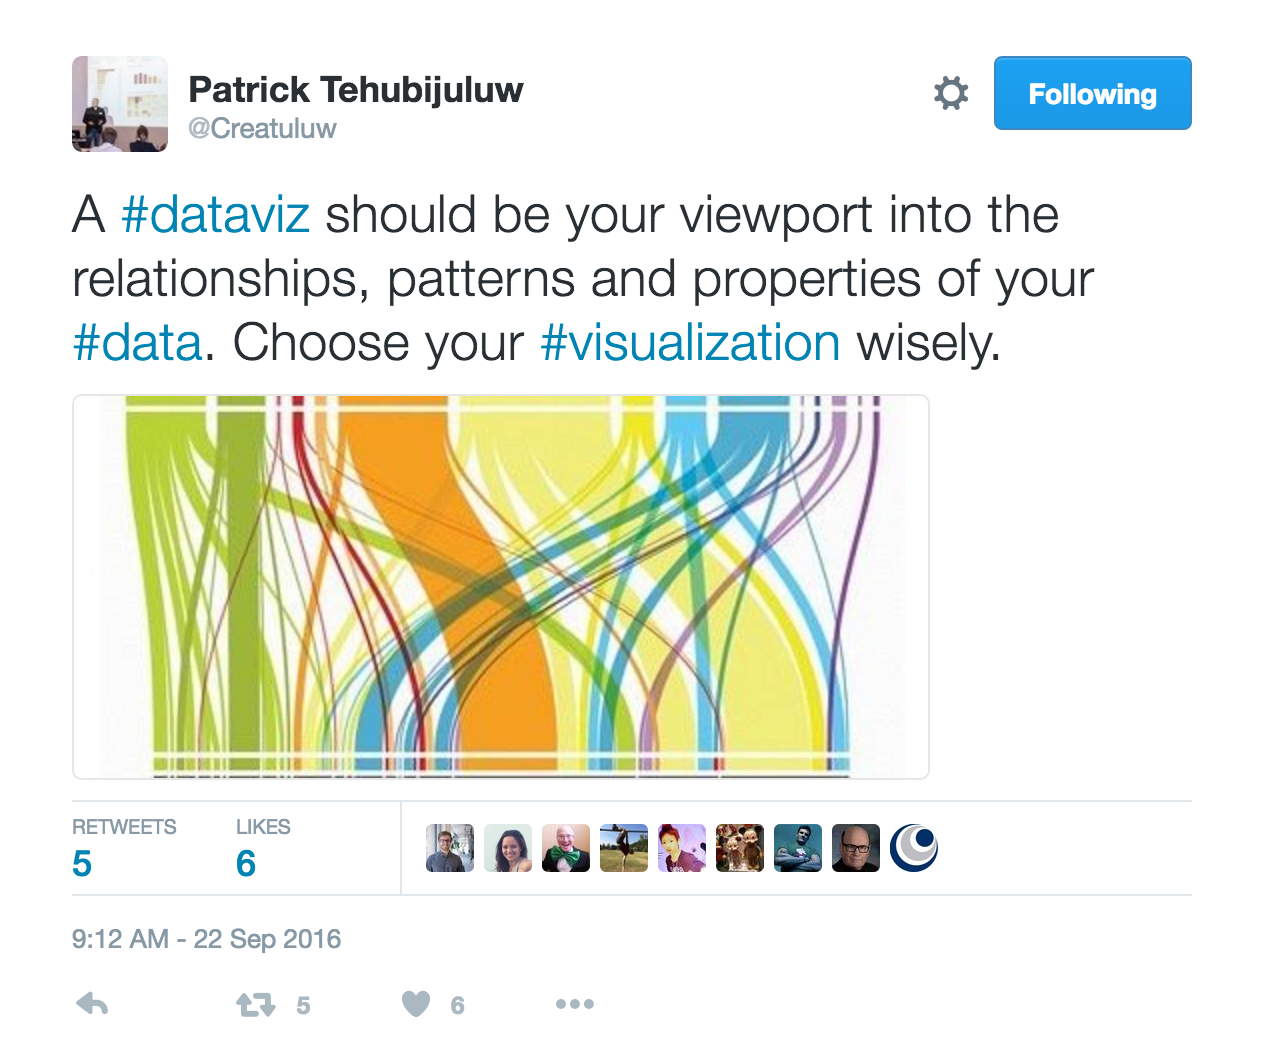 Patrick Tehubijuluw
@Creatuluw
Following
A #dataviz should be your viewport into the
relationships, patterns and properties of your
#data. Choose your #visualization wisely.
RETWEETS
5
LIKES
6
9:12 AM - 22 Sep 2016
5
6